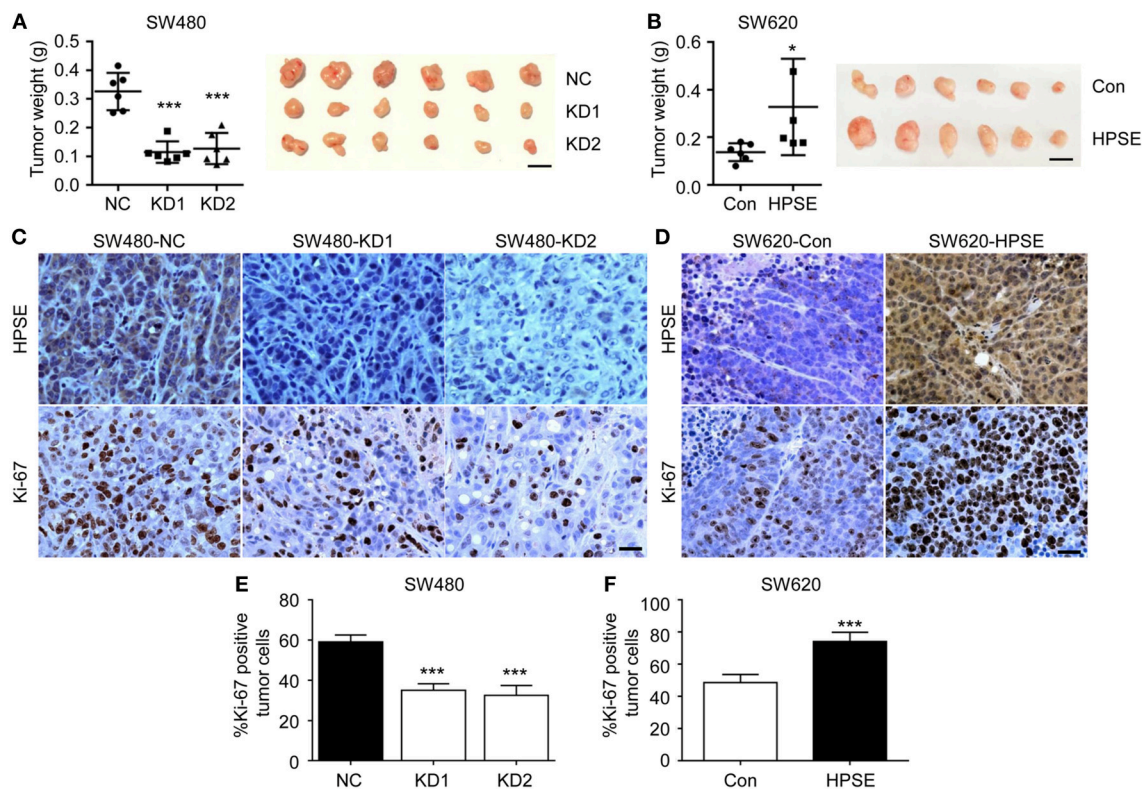 A
SW480
Tumor weight (g)
0.5
0.4
0.3
0.2
0.1
0.0
***
***
NC
KD1
KD2
NC
KD1
KD2
B
SW620
Tumor weight (g)
0.6
0.4
0.2
0.0
*
Con
HPSE
Con
HPSE
C
SW480-NC
SW480-KD1
SW480-KD2
HPSE
Ki-67
D
SW620-Con
SW620-HPSE
HPSE
Ki-67
E
SW480
%Ki-67 positive
tumor cells
80
60
40
20
0
***
***
NC
KD1
KD2
F
SW620
%Ki-67 positive
tumor cells
100
80
60
40
20
0
***
Con
HPSE